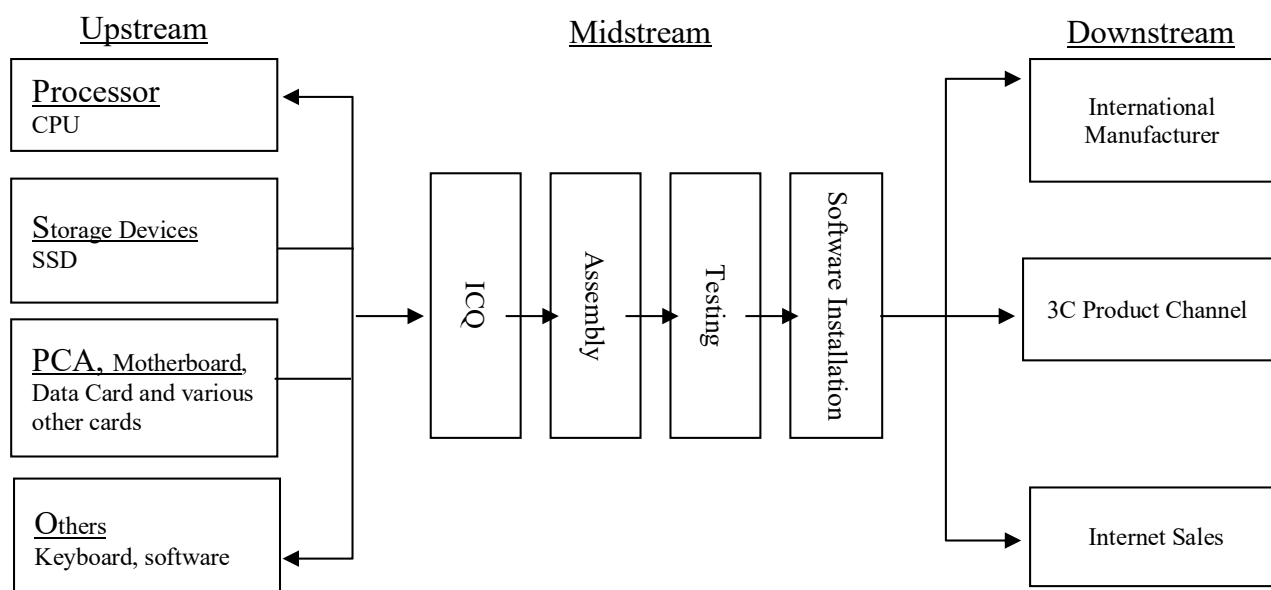 Upstream
Midstream
Downstream
Processor
CPU
Storage Devices
SSD
PCA, Motherboard,
Data Card and various
other cards
Others
Keyboard, software
ICQ
Assembly
Testing
Software Installation
International
Manufacturer
3C Product Channel
Internet Sales